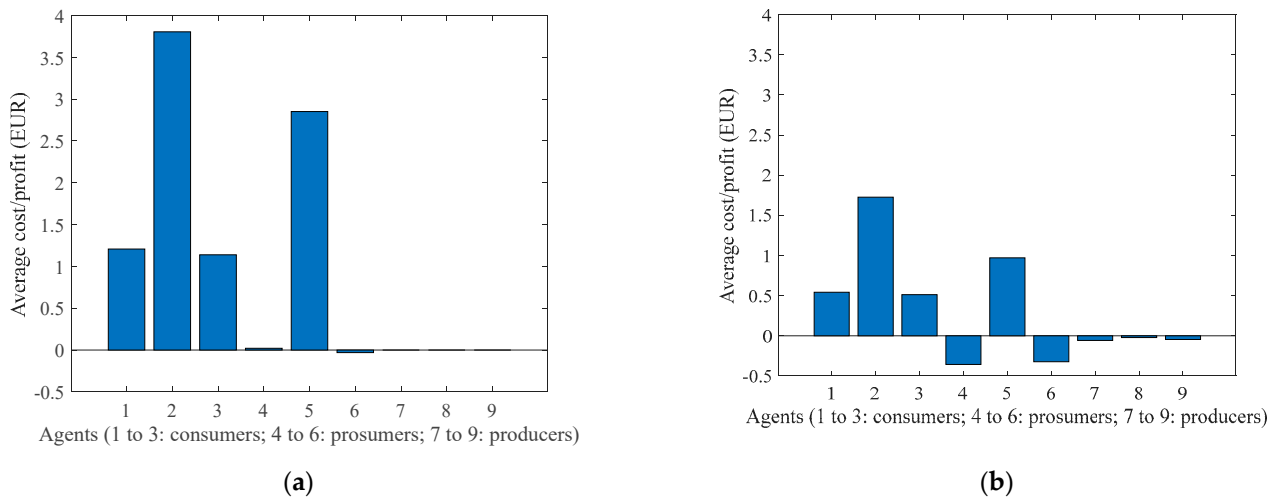 4
3.5
3
2.5
2
1.5
1
0.5
0
-0.5
Average cost/profit (EUR)
1 2 3 4 5 6 7 8 9
Agents (1 to 3: consumers; 4 to 6: prosumers; 7 to 9: producers)
(a)
4
3.5
3
2.5
2
1.5
1
0.5
0
-0.5
Average cost/profit (EUR)
1 2 3 4 5 6 7 8 9
Agents (1 to 3: consumers; 4 to 6: prosumers; 7 to 9: producers)
(b)